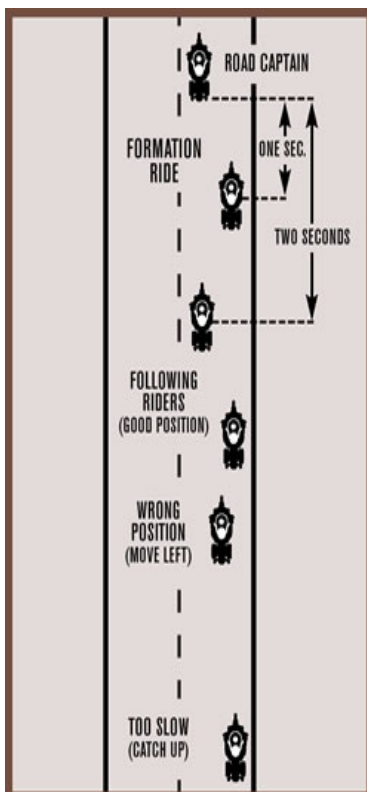 ROAD CAPTAIN
FORMATION
RIDE
ONE SEC.
TWO SECONDS
FOLLOWING
RIDERS
(GOOD POSITION)
WRONG
POSITION
(MOVE LEFT)
TOO SLOW
(CATCH UP)